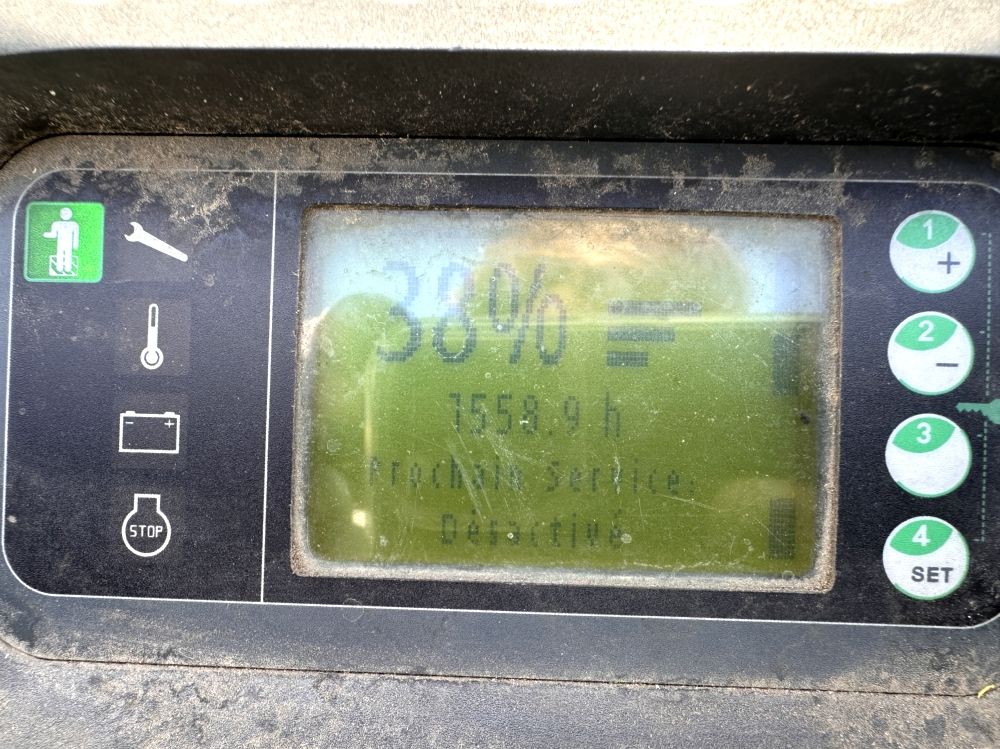 38%
1558.9 h
Prochain Service:
Désactivé
STOP
1
+
2
−
3
4
SET